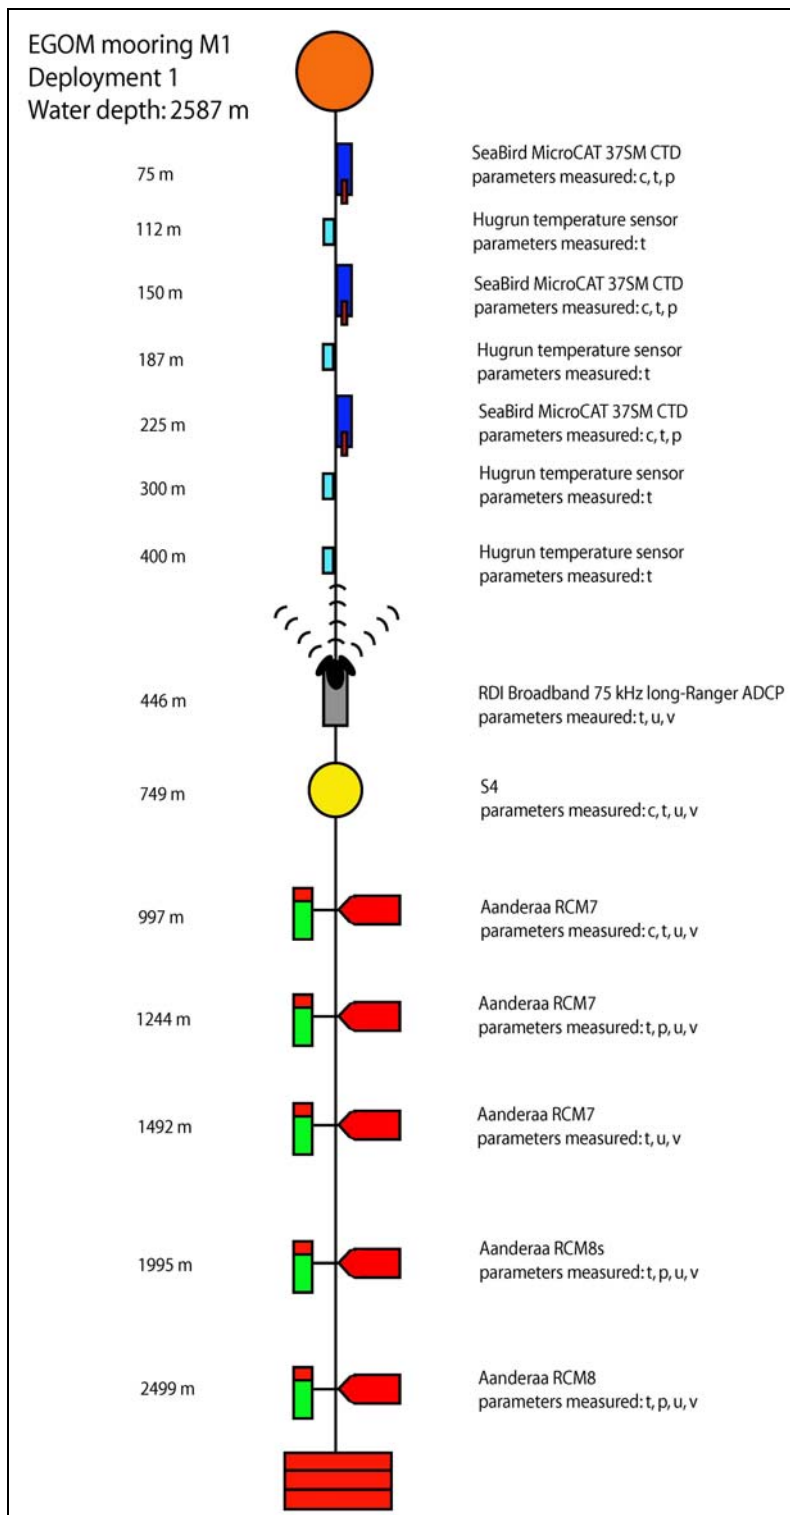 EGOM mooring M1
Deployment 1
Water depth: 2587 m
75 m
SeaBird MicroCAT 37SM CTD
parameters measured: c, t, p
112 m
Hugrun temperature sensor
parameters measured: t
150 m
SeaBird MicroCAT 37SM CTD
parameters measured: c, t, p
187 m
Hugrun temperature sensor
parameters measured: t
225 m
SeaBird MicroCAT 37SM CTD
parameters measured: c, t, p
300 m
Hugrun temperature sensor
parameters measured: t
400 m
Hugrun temperature sensor
parameters measured: t
446 m
RDI Broadband 75 kHz long-Ranger ADCP
parameters meaured: t, u, v
749 m
S4
parameters measured: c, t, u, v
997 m
Aanderaa RCM7
parameters measured: c, t, u, v
1244 m
Aanderaa RCM7
parameters measured: t, p, u, v
1492 m
Aanderaa RCM7
parameters measured: t, u, v
1995 m
Aanderaa RCM8s
parameters measured: t, p, u, v
2499 m
Aanderaa RCM8
parameters measured: t, p, u, v